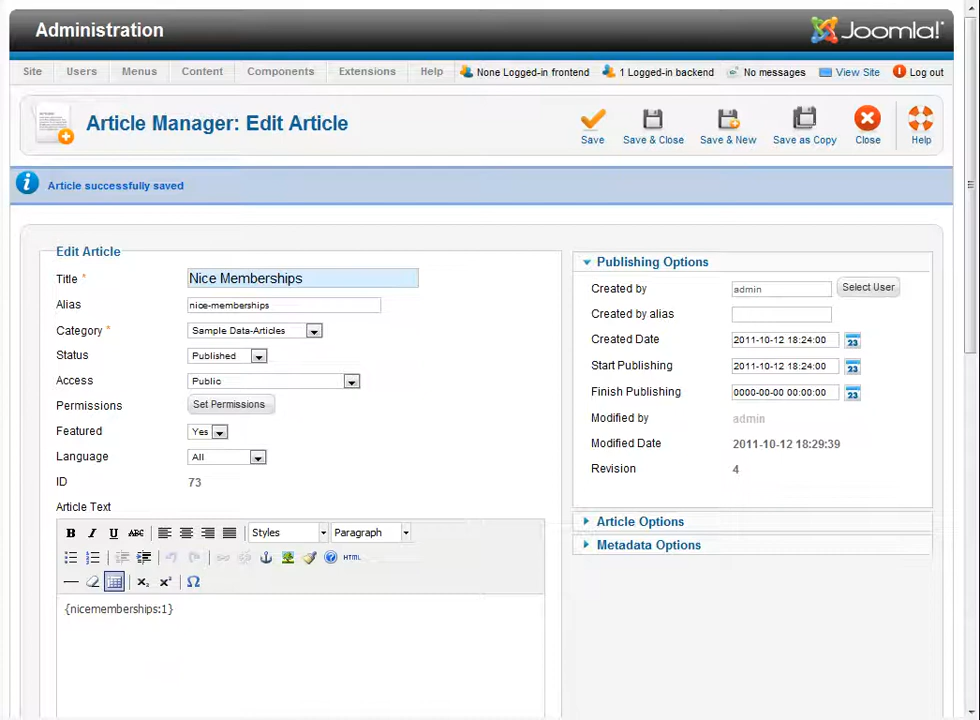 Administration
Joomla!
Site Users Menus Content Components Extensions Help None Logged-in frontend 1 Logged-in backend No messages View Site Log out
Article Manager: Edit Article
Save Save & Close Save & New Save as Copy Close Help
Article successfully saved
Edit Article
Title * Nice Memberships
Alias nice-memberships
Category * Sample Data-Articles
Status Published
Access Public
Permissions Set Permissions
Featured Yes
Language All
ID 73
Article Text
B I U ABC Styles Paragraph
HTML
{nicememberships:1}
Publishing Options
Created by admin Select User
Created by alias
Created Date 2011-10-12 18:24:00 23
Start Publishing 2011-10-12 18:24:00 23
Finish Publishing 0000-00-00 00:00:00 23
Modified by admin
Modified Date 2011-10-12 18:29:39
Revision 4
Article Options
Metadata Options